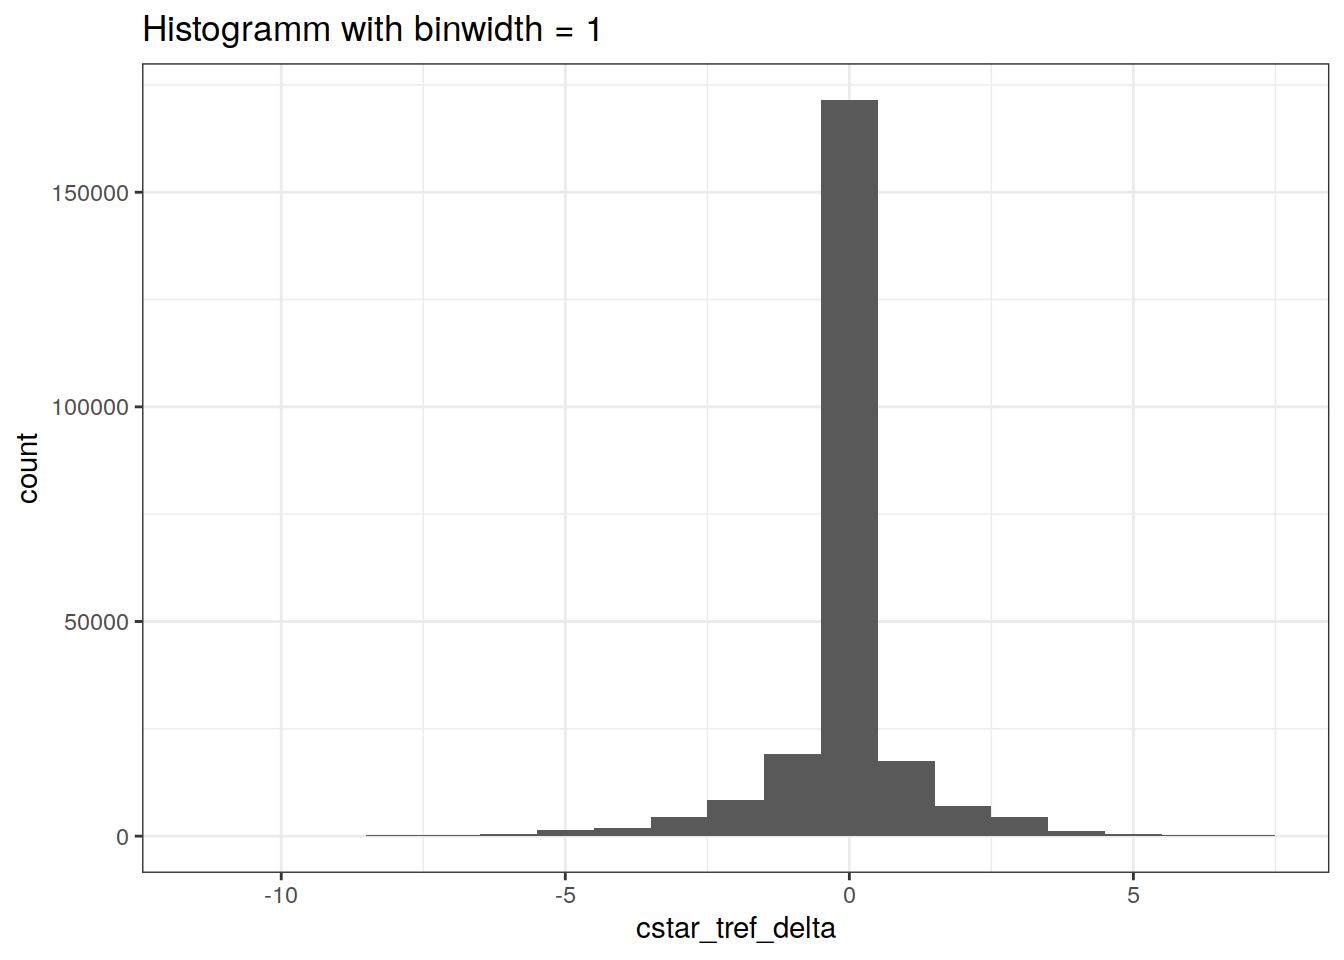 Histogramm with binwidth = 1
150000
100000
50000
0
count
-10
-5
0
5
cstar_tref_delta